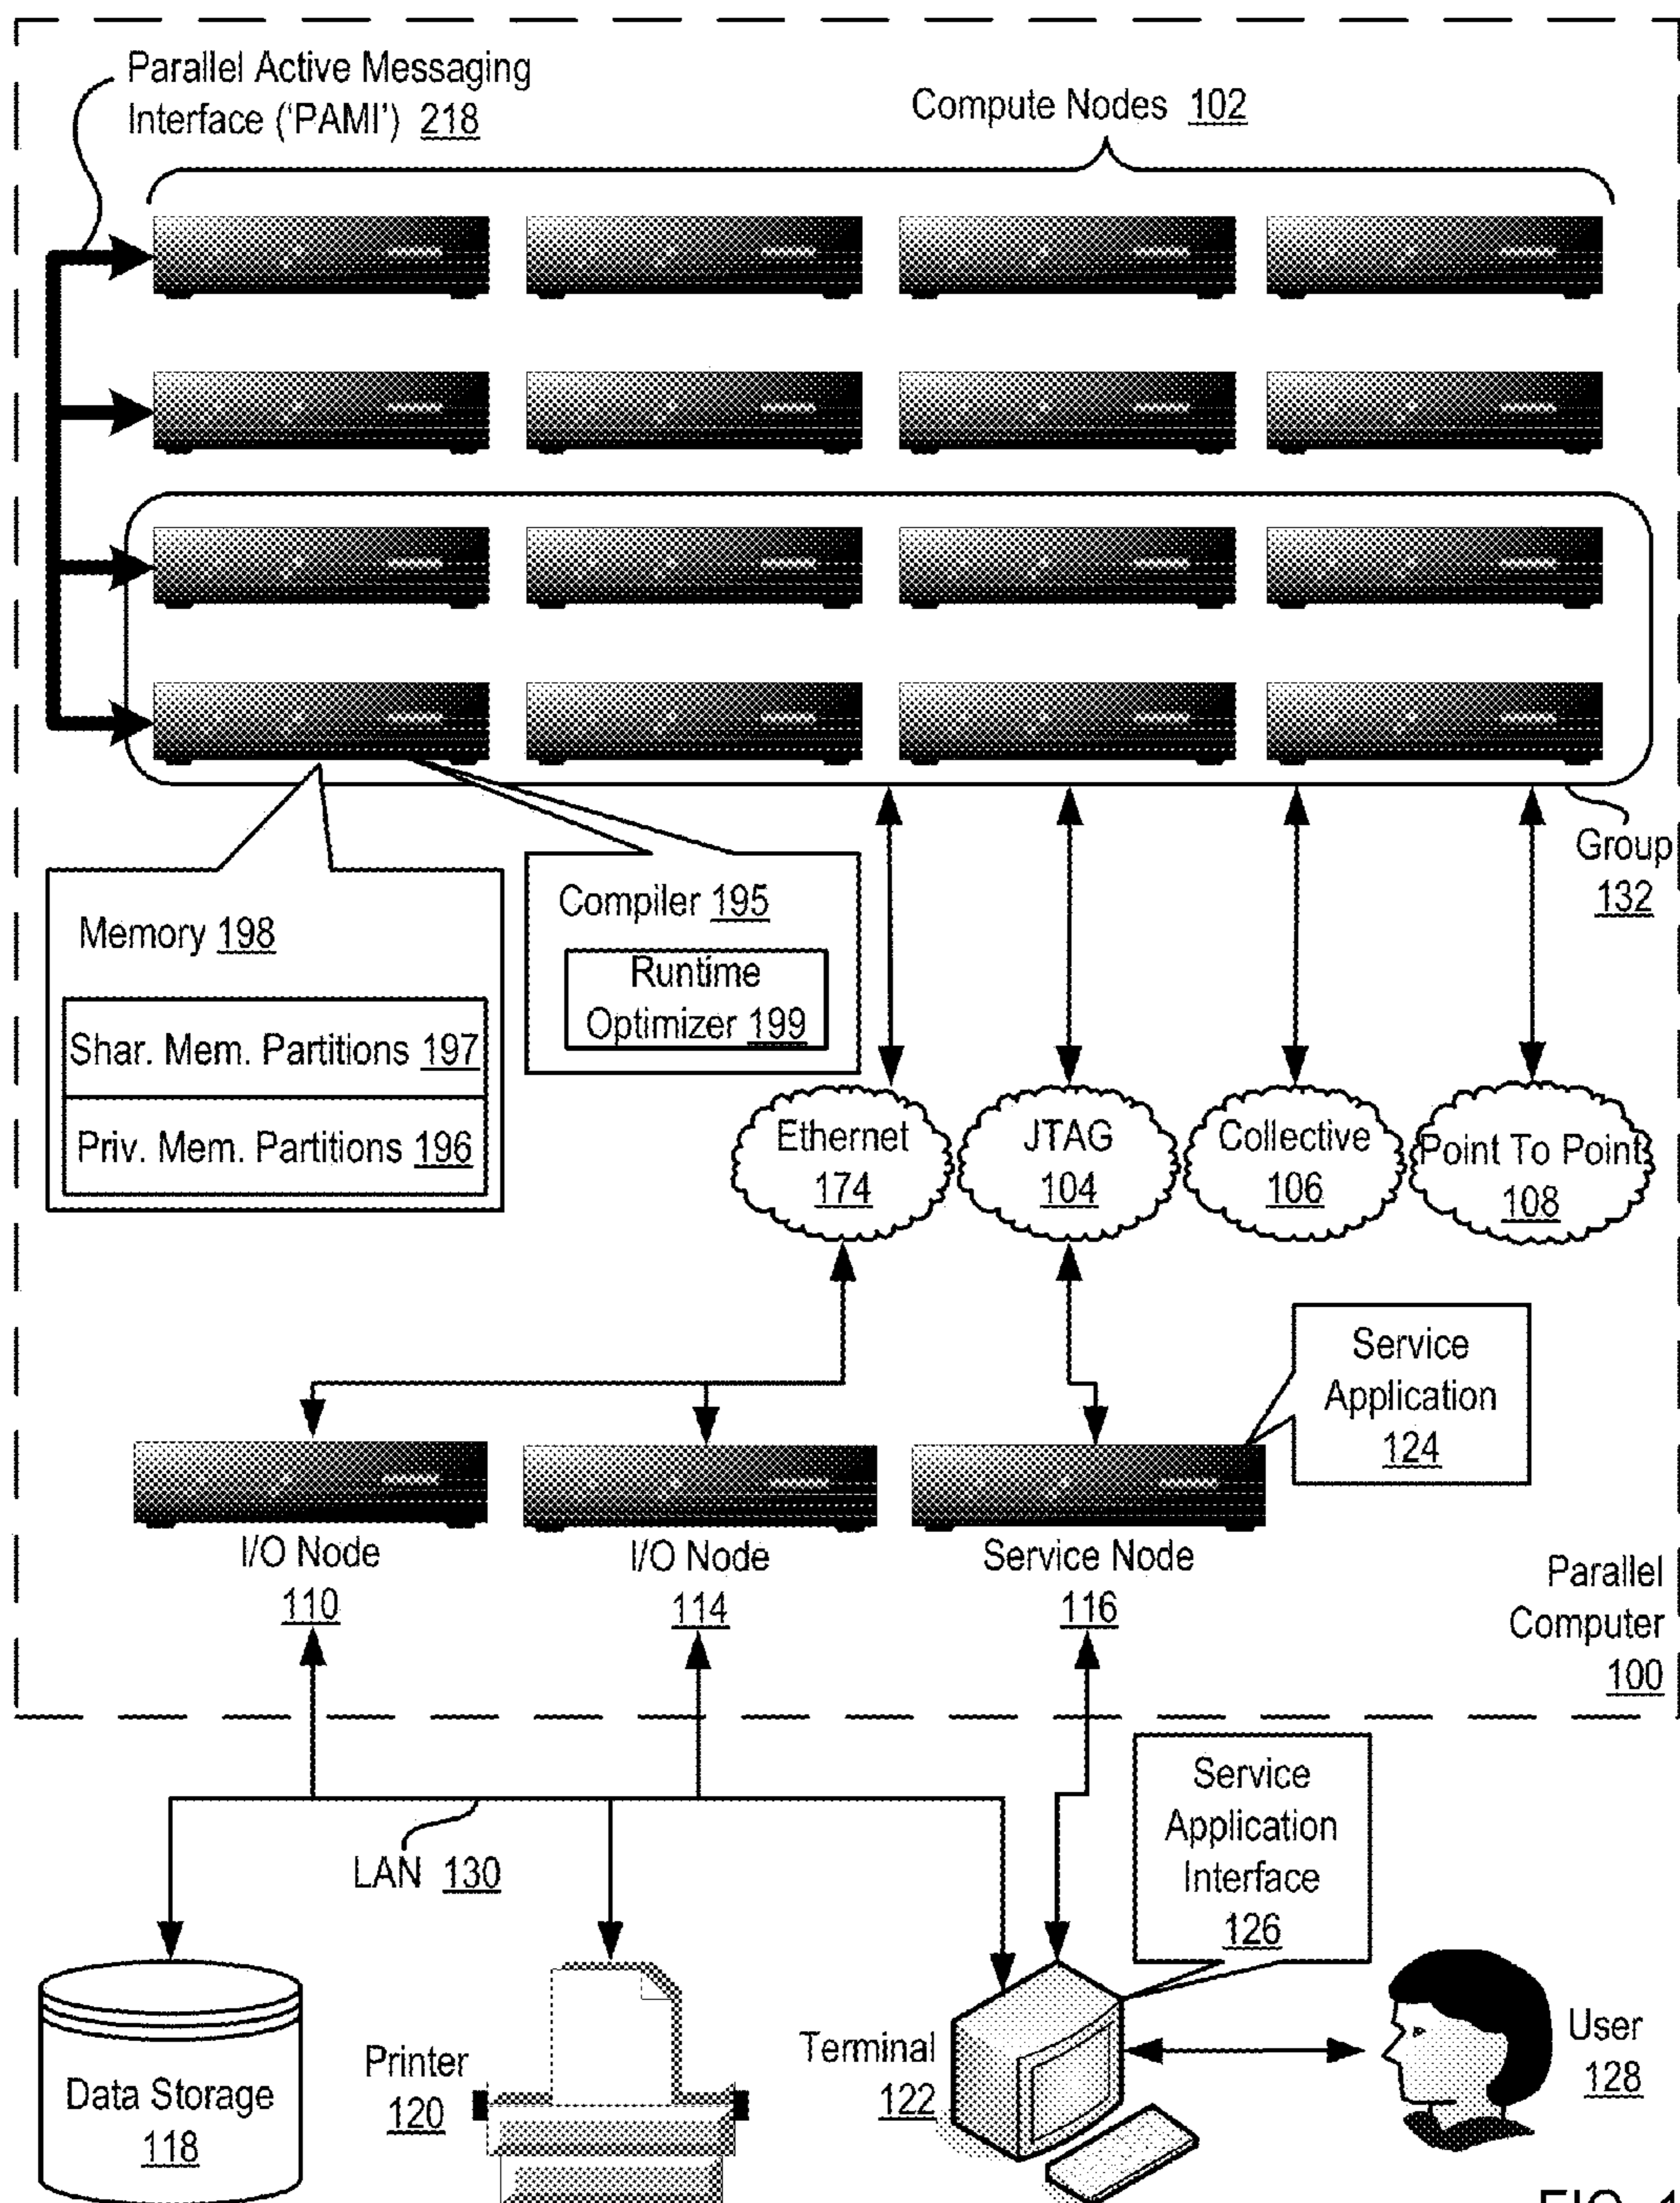 Parallel Active Messaging
Interface (‘PAMI’) 218
Compute Nodes 102
Group
132
Memory 198
Shar. Mem. Partitions 197
Priv. Mem. Partitions 196
Compiler 195
Runtime
Optimizer 199
Ethernet
174
JTAG
104
Collective
106
Point To Point
108
Service
Application
124
I/O Node
110
I/O Node
114
Service Node
116
Parallel
Computer
100
LAN 130
Service
Application
Interface
126
Data Storage
118
Printer
120
Terminal
122
User
128
FIG. 1